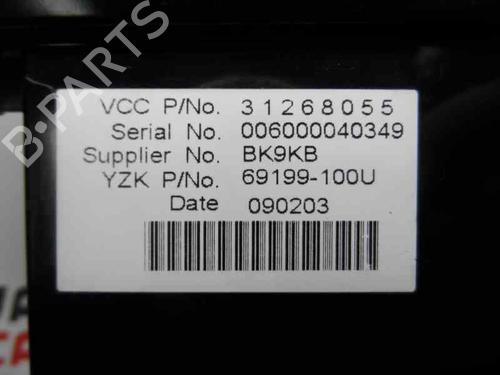 B-PARTS
VCC P/No. 31268055
Serial No. 006000040349
Supplier No. BK9KB
YZK P/No. 69199-100U
Date 090203